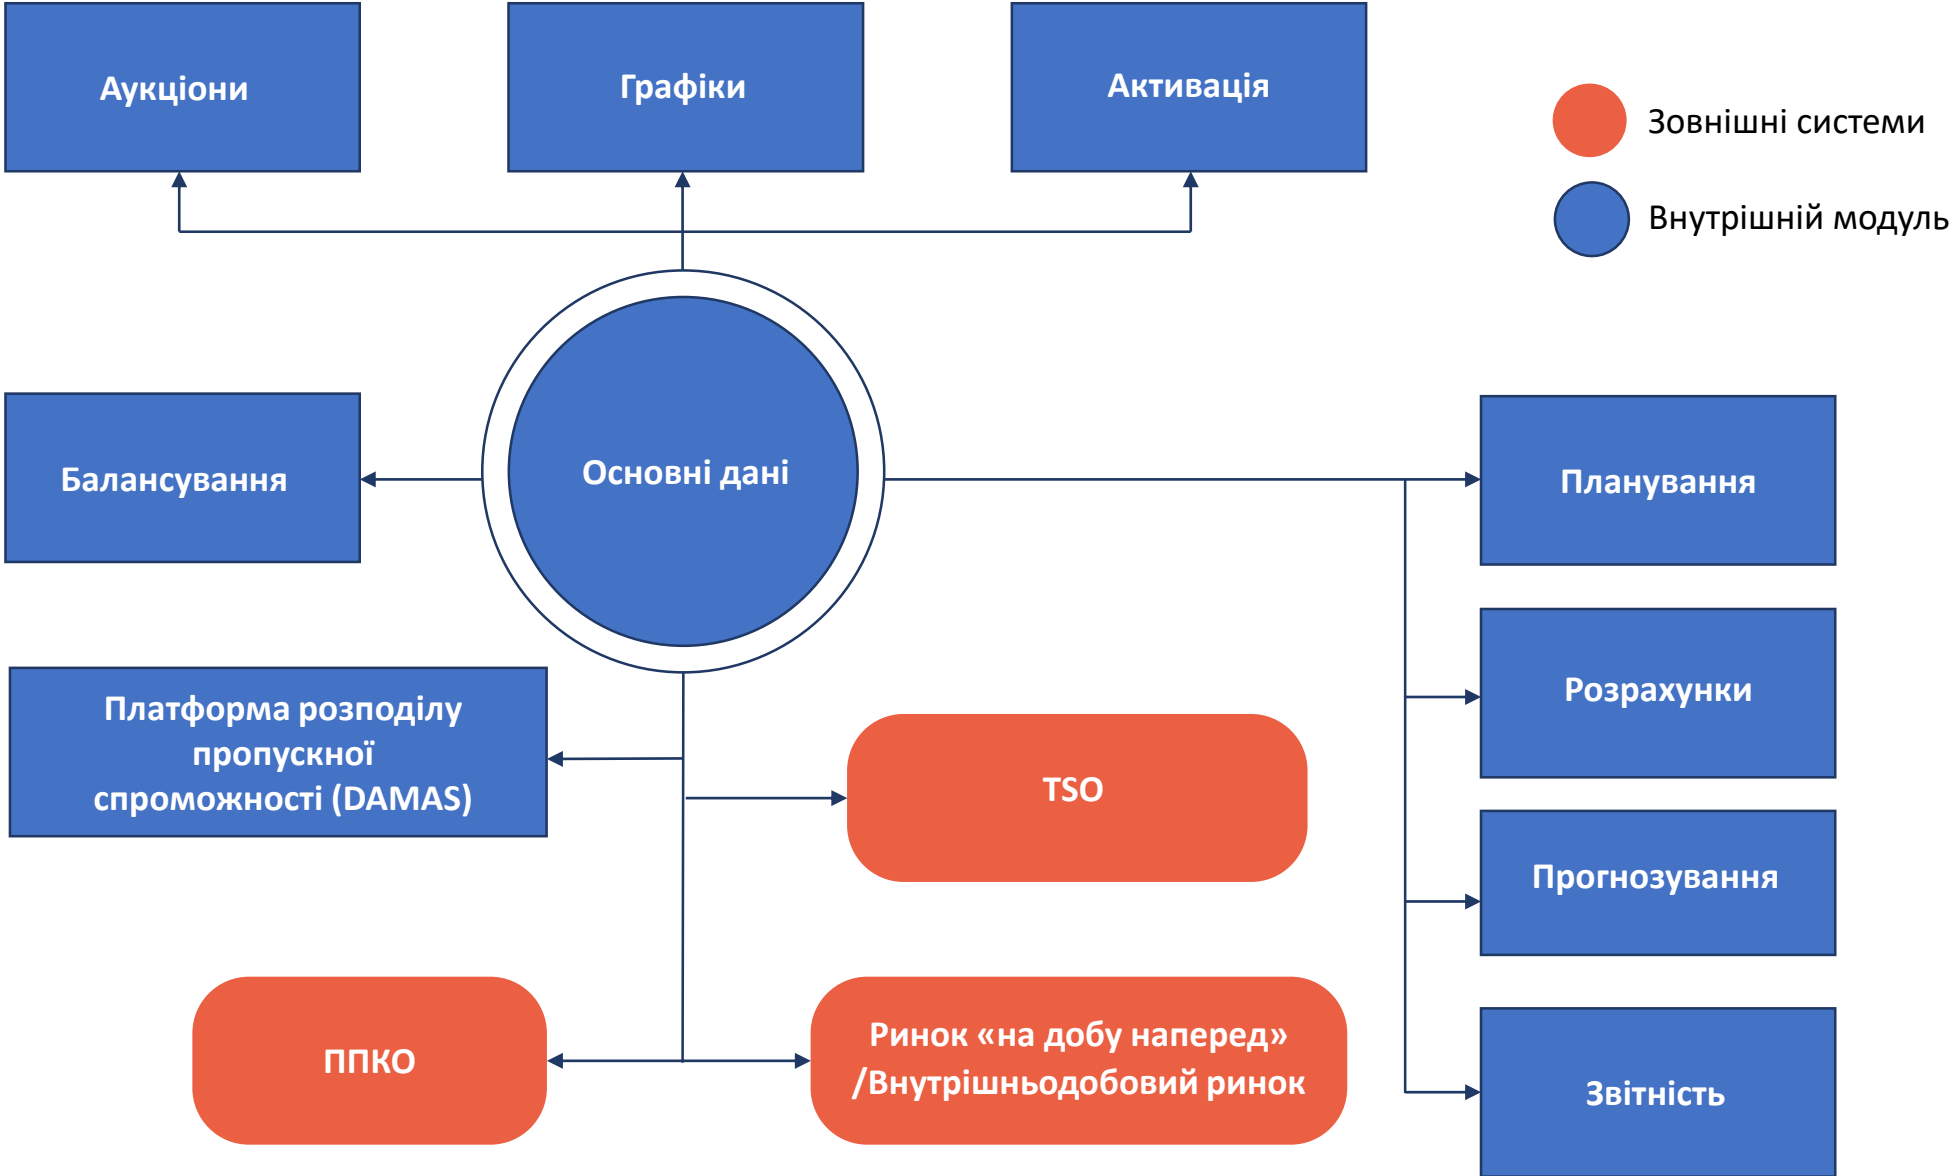 Аукціони
Графіки
Активація
Зовнішні системи
Внутрішній модуль
Балансування
Основні дані
Планування
Платформа розподілу
пропускної
спроможності (DAMAS)
Розрахунки
TSO
Прогнозування
ППКО
Ринок «на добу наперед»
/Внутрішньодобовий ринок
Звітність